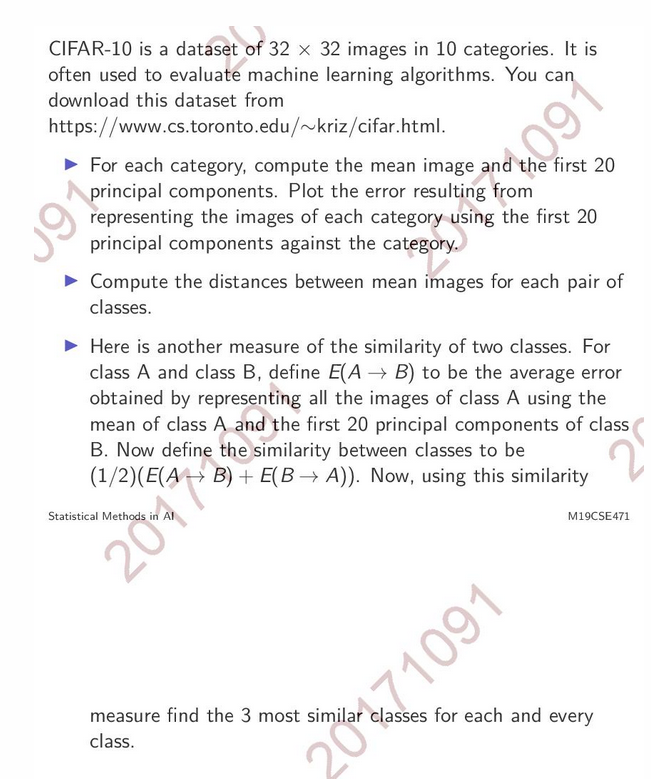 CIFAR-10 is a dataset of 32 × 32 images in 10 categories. It is
often used to evaluate machine learning algorithms. You can
download this dataset from
https://www.cs.toronto.edu/~kriz/cifar.html.
▶ For each category, compute the mean image and the first 20
principal components. Plot the error resulting from
representing the images of each category using the first 20
principal components against the category.
▶ Compute the distances between mean images for each pair of
classes.
▶ Here is another measure of the similarity of two classes. For
class A and class B, define E(A → B) to be the average error
obtained by representing all the images of class A using the
mean of class A and the first 20 principal components of class
B. Now define the similarity between classes to be
(1/2)(E(A → B) + E(B → A)). Now, using this similarity
Statistical Methods in AI
M19CSE471
measure find the 3 most similar classes for each and every
class.
20
20171091
091
20171091
20
20171091